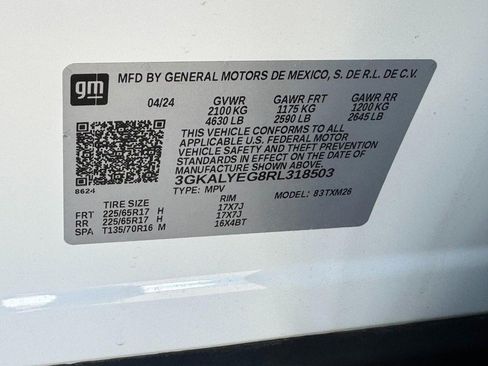 gm
MFD BY GENERAL MOTORS DE MEXICO, S. DE R.L. DE C.V.
04/24 GVWR GAWR FRT GAWR RR
2100 KG 1175 KG 1200 KG
4630 LB 2590 LB 2645 LB
THIS VEHICLE CONFORMS TO ALL
APPLICABLE U.S. FEDERAL MOTOR
VEHICLE SAFETY AND THEFT PREVENTION
STANDARDS IN EFFECT ON THE DATE OF
MANUFACTURE SHOWN ABOVE.
3GKALYEG8RL318503
8624
TYPE: MPV MODEL: 83TXM26
TIRE SIZE RIM
FRT 225/65R17 H 17X7J
RR 225/65R17 H 17X7J
SPA T135/70R16 M 16X4BT